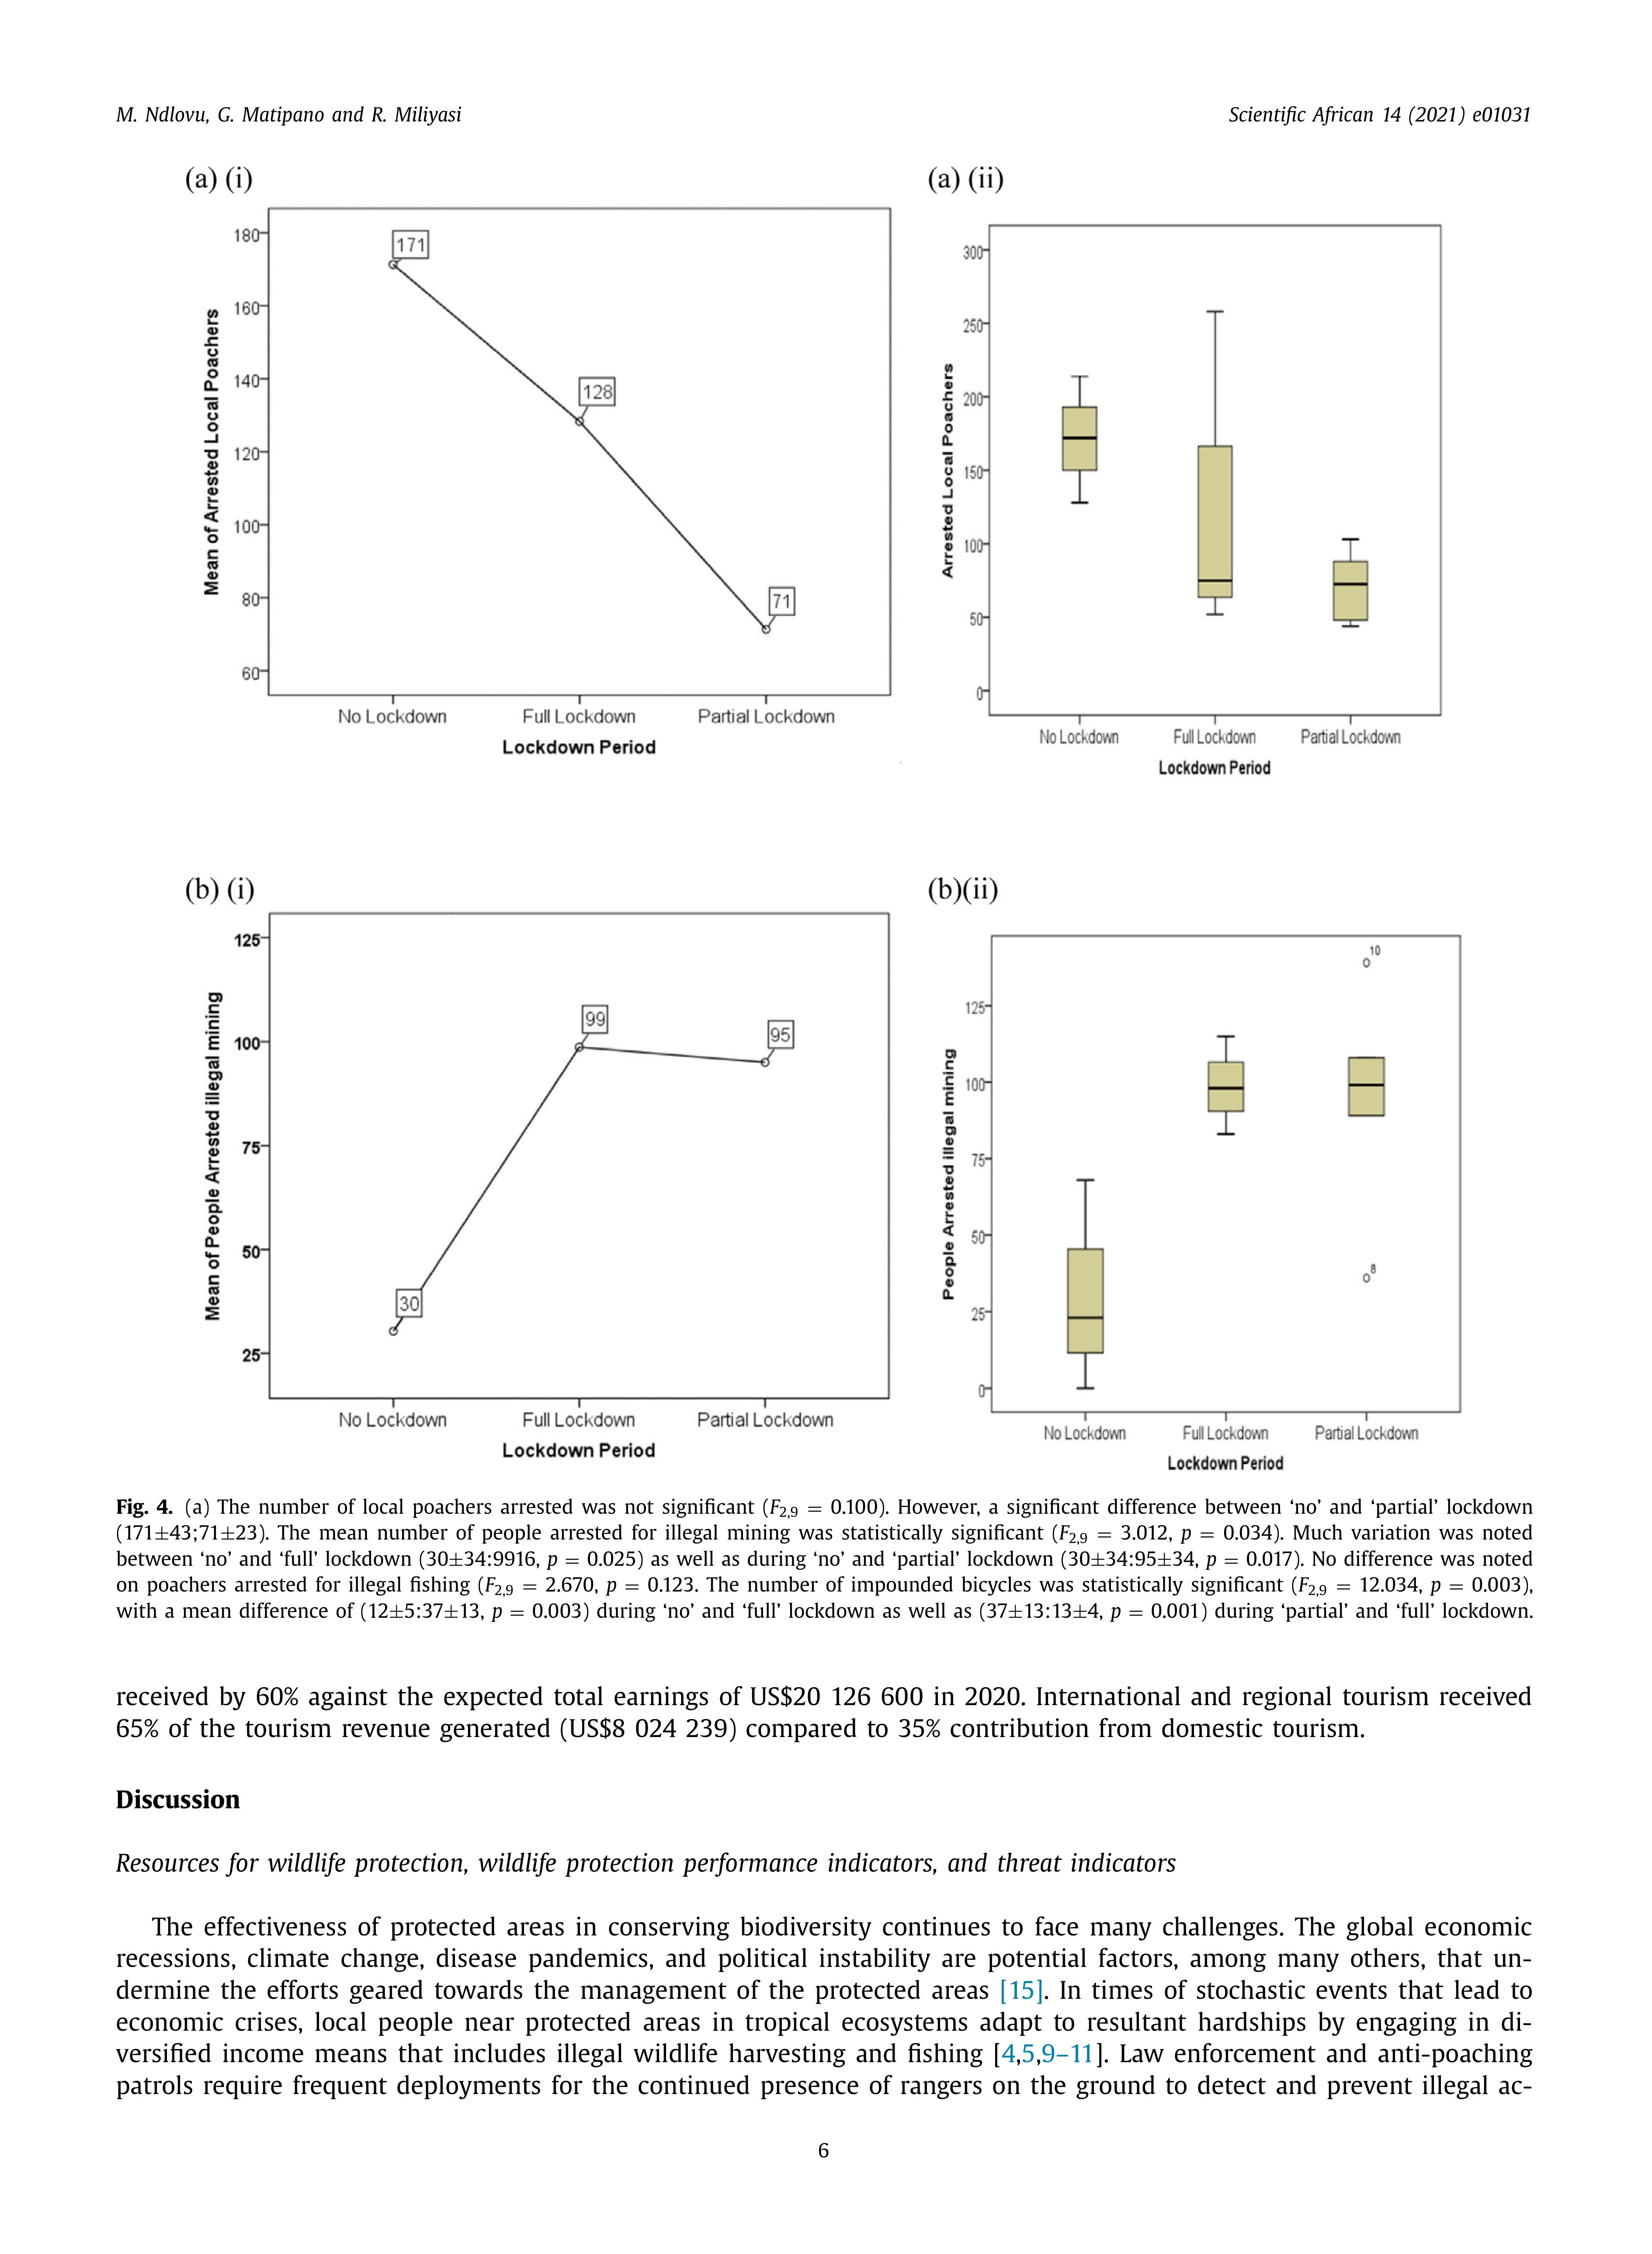 M. Ndlovu, G. Matipano and R. Miliyasi
Scientific African 14 (2021) e01031
(a) (i)
180
160
140
120
100
80
60
Mean of Arrested Local Poachers
171
128
71
No Lockdown
Full Lockdown
Partial Lockdown
Lockdown Period
(a) (ii)
300
250
200
150
100
50
0
Arrested Local Poachers
No Lockdown
Full Lockdown
Partial Lockdown
Lockdown Period
(b) (i)
125
100
75
50
25
Mean of People Arrested illegal mining
30
99
95
No Lockdown
Full Lockdown
Partial Lockdown
Lockdown Period
(b)(ii)
125
100
75
50
25
0
People Arrested illegal mining
10
8
No Lockdown
Full Lockdown
Partial Lockdown
Lockdown Period
Fig. 4. (a) The number of local poachers arrested was not significant (F2,9 = 0.100). However, a significant difference between ‘no’ and ‘partial’ lockdown
(171±43;71±23). The mean number of people arrested for illegal mining was statistically significant (F2,9 = 3.012, p = 0.034). Much variation was noted
between ‘no’ and ‘full’ lockdown (30±34:9916, p = 0.025) as well as during ‘no’ and ‘partial’ lockdown (30±34:95±34, p = 0.017). No difference was noted
on poachers arrested for illegal fishing (F2,9 = 2.670, p = 0.123. The number of impounded bicycles was statistically significant (F2,9 = 12.034, p = 0.003),
with a mean difference of (12±5:37±13, p = 0.003) during ‘no’ and ‘full’ lockdown as well as (37±13:13±4, p = 0.001) during ‘partial’ and ‘full’ lockdown.
received by 60% against the expected total earnings of US$20 126 600 in 2020. International and regional tourism received
65% of the tourism revenue generated (US$8 024 239) compared to 35% contribution from domestic tourism.
Discussion
Resources for wildlife protection, wildlife protection performance indicators, and threat indicators
The effectiveness of protected areas in conserving biodiversity continues to face many challenges. The global economic
recessions, climate change, disease pandemics, and political instability are potential factors, among many others, that un-
dermine the efforts geared towards the management of the protected areas [15]. In times of stochastic events that lead to
economic crises, local people near protected areas in tropical ecosystems adapt to resultant hardships by engaging in di-
versified income means that includes illegal wildlife harvesting and fishing [4,5,9–11]. Law enforcement and anti-poaching
patrols require frequent deployments for the continued presence of rangers on the ground to detect and prevent illegal ac-
6